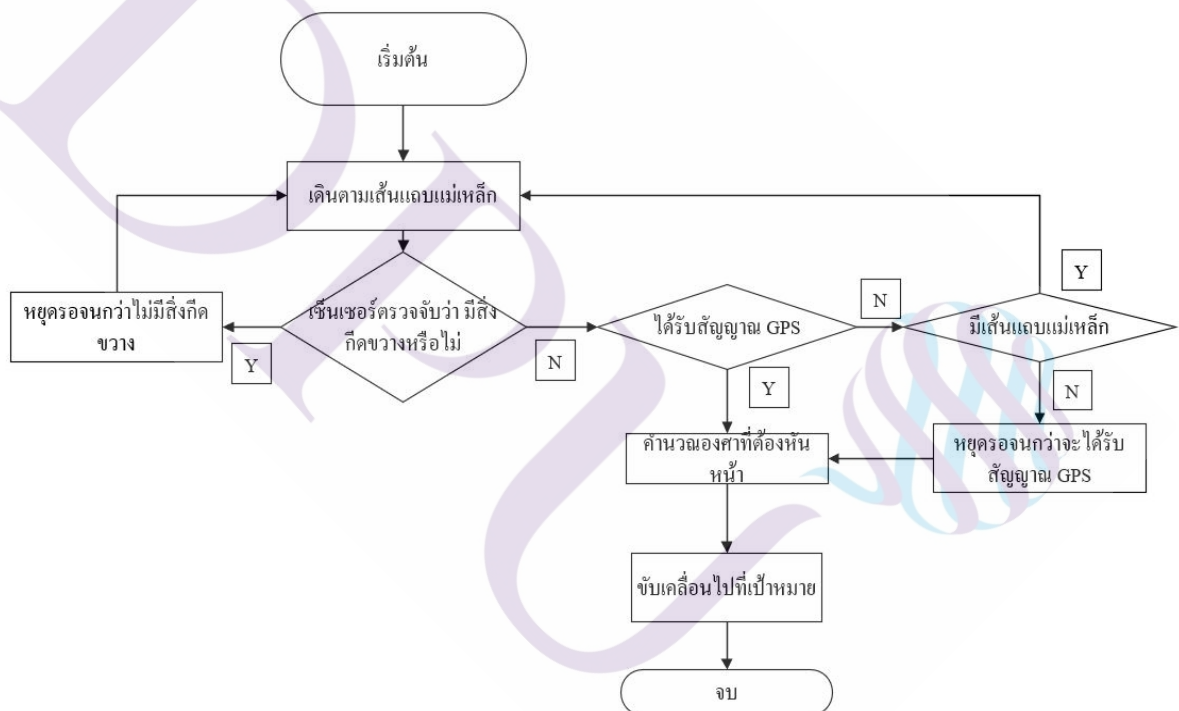 เริ่มต้น
เดินตามเส้นแถบแม่เหล็ก
หยุดรอจนกว่าไม่มีสิ่งกีด
ขวาง
Y
เซ็นเซอร์ตรวจจับว่า มีสิ่ง
กีดขวางหรือไม่
N
ได้รับสัญญาณ GPS
N
Y
มีเส้นแถบแม่เหล็ก
Y
N
คำนวณองศาที่ต้องหัน
หน้า
หยุดรอจนกว่าจะได้รับ
สัญญาณ GPS
ขับเคลื่อนไปที่เป้าหมาย
จบ
DPU